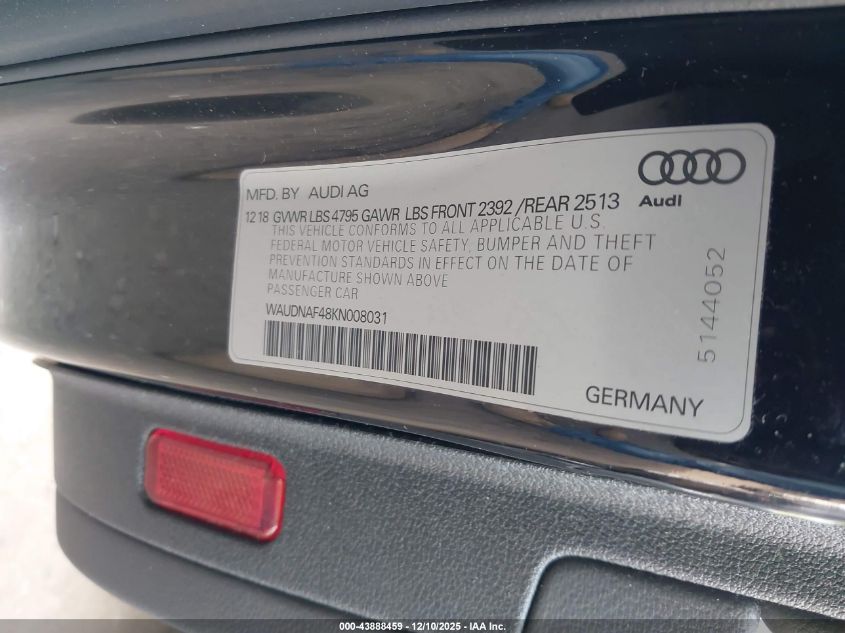 MFD. BY AUDI AG
12 18 GVWR LBS 4795 GAWR LBS FRONT 2392 / REAR 2513
THIS VEHICLE CONFORMS TO ALL APPLICABLE U.S.
FEDERAL MOTOR VEHICLE SAFETY, BUMPER AND THEFT
PREVENTION STANDARDS IN EFFECT ON THE DATE OF
MANUFACTURE SHOWN ABOVE
PASSENGER CAR
WAUDNAF48KN008031
Audi
5144052
GERMANY
000-43888459 - 12/10/2025 - IAA Inc.